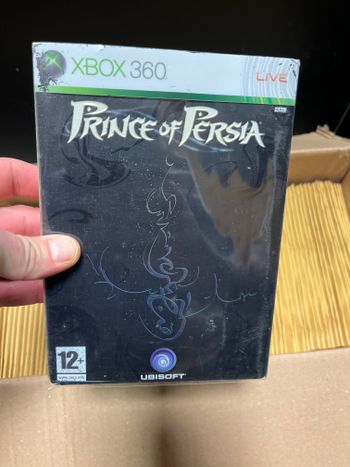 XBOX 360
LIVE
PRINCE OF PERSIA
12+
UBISOFT